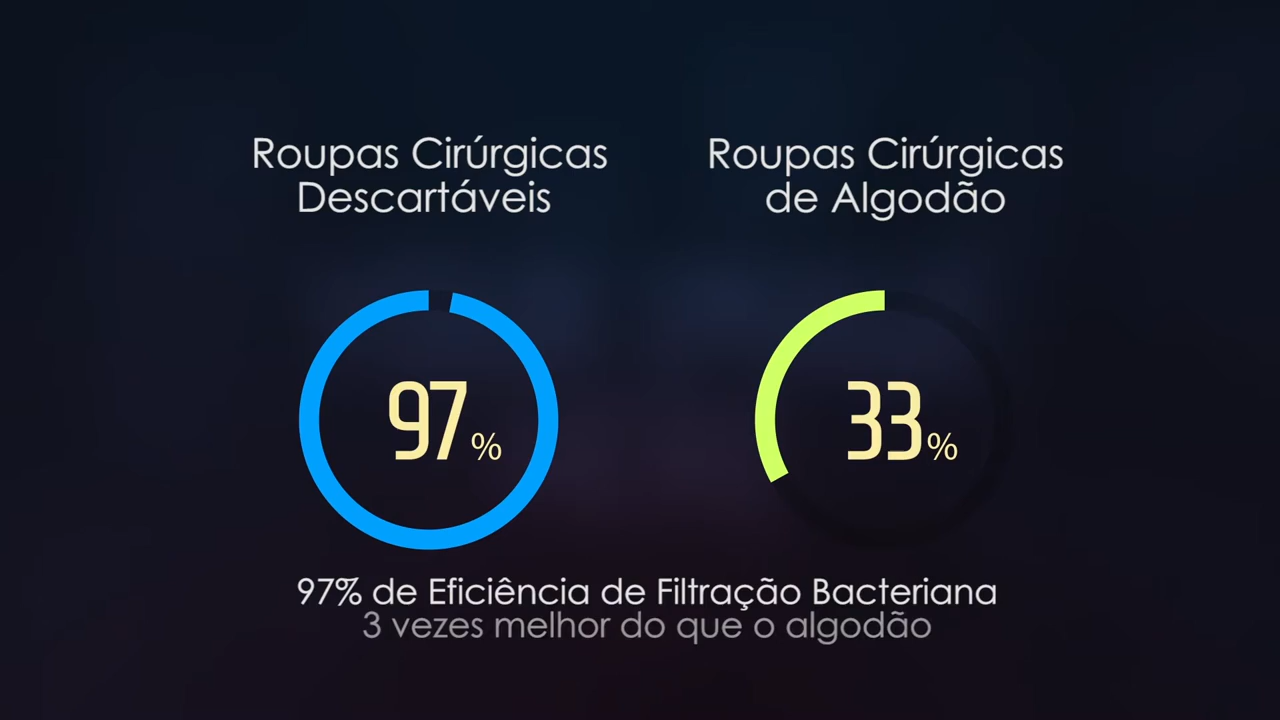 Roupas Cirúrgicas
Descartáveis
Roupas Cirúrgicas
de Algodão
97%
33%
97% de Eficiência de Filtração Bacteriana
3 vezes melhor do que o algodão